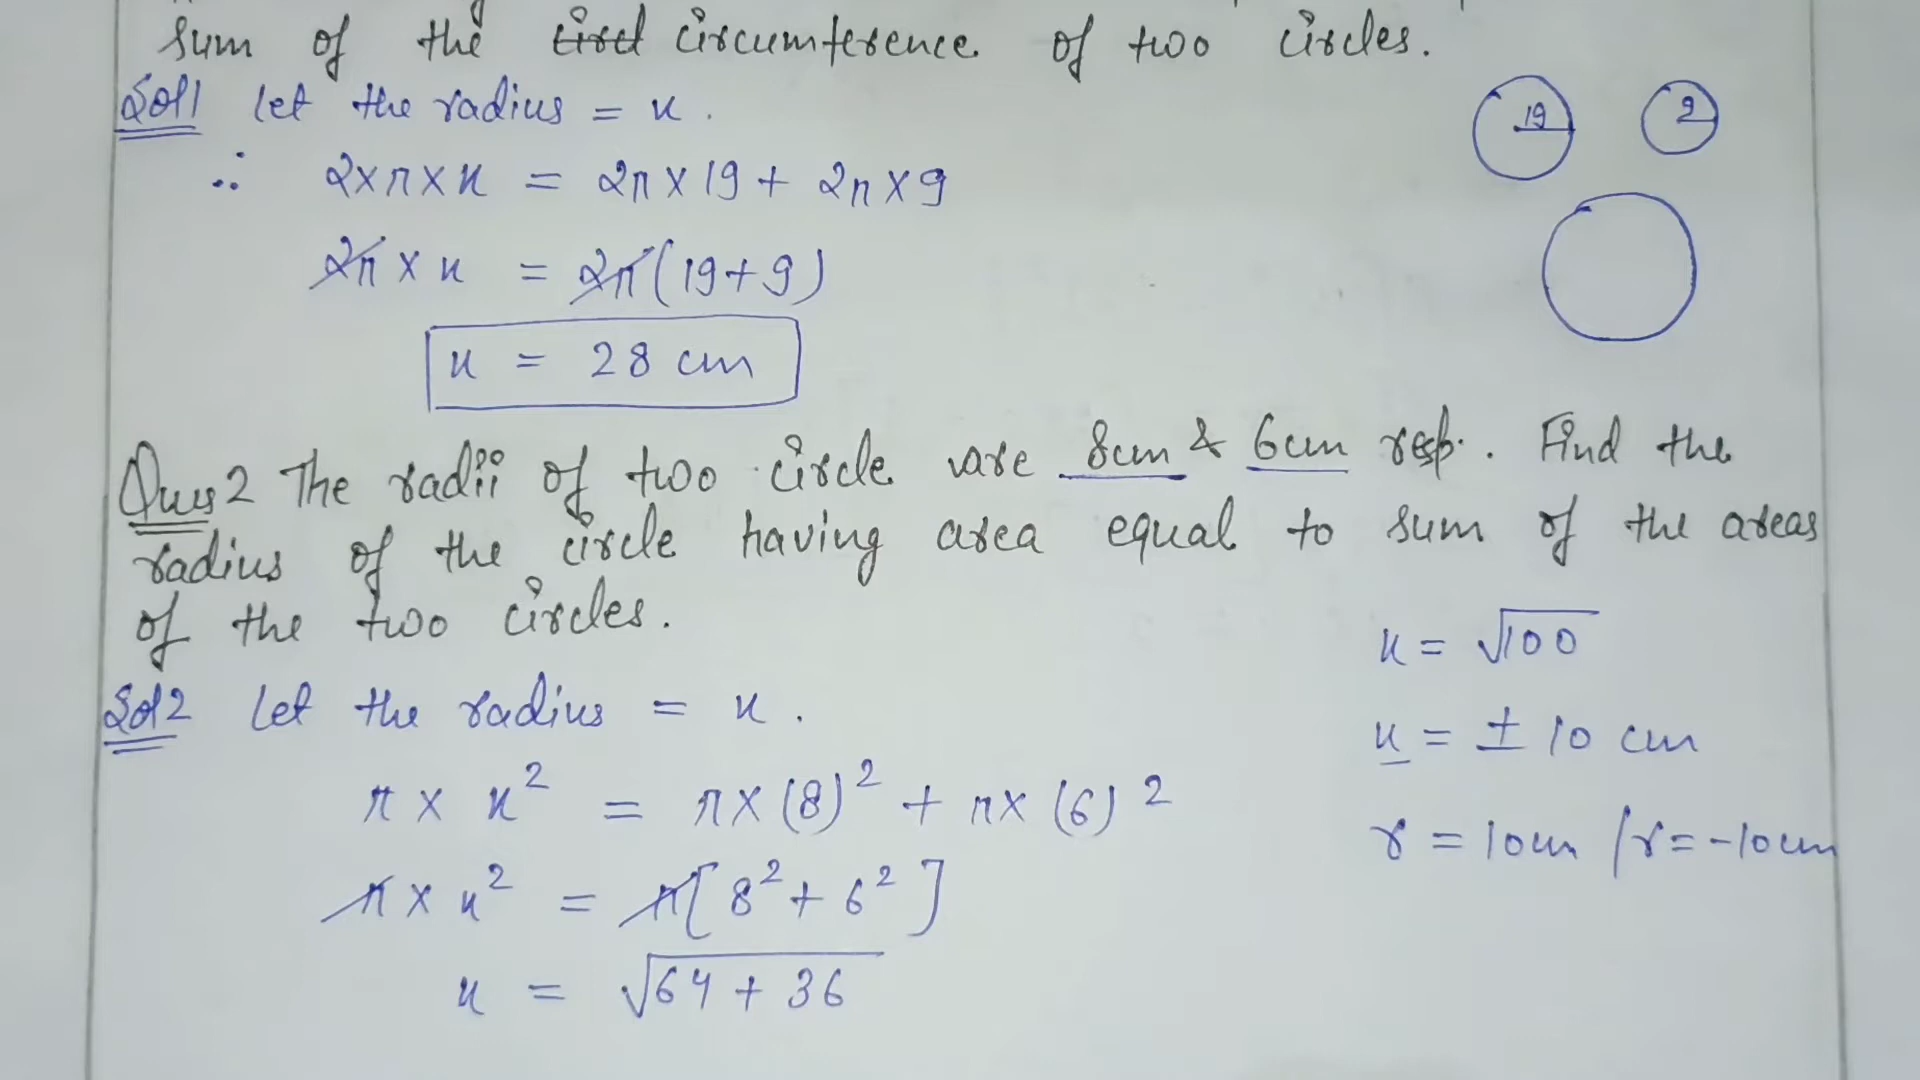 Sum of the circumference of two circles.
Sol1 let the radius = x.
19
9
∴ 2×π×x = 2π×19 + 2π×9
2π×x = 2π(19+9)
x = 28 cm
Ques2 The radii of two circle are 8cm & 6cm resp. Find the
radius of the circle having area equal to sum of the areas
of the two circles.
Sol2 Let the radius = x.
π× x² = π×(8)² + π×(6)²
π× x² = π[8²+6²]
x = √64 + 36
x = √100
x = ± 10 cm
r = 10cm / r = -10cm